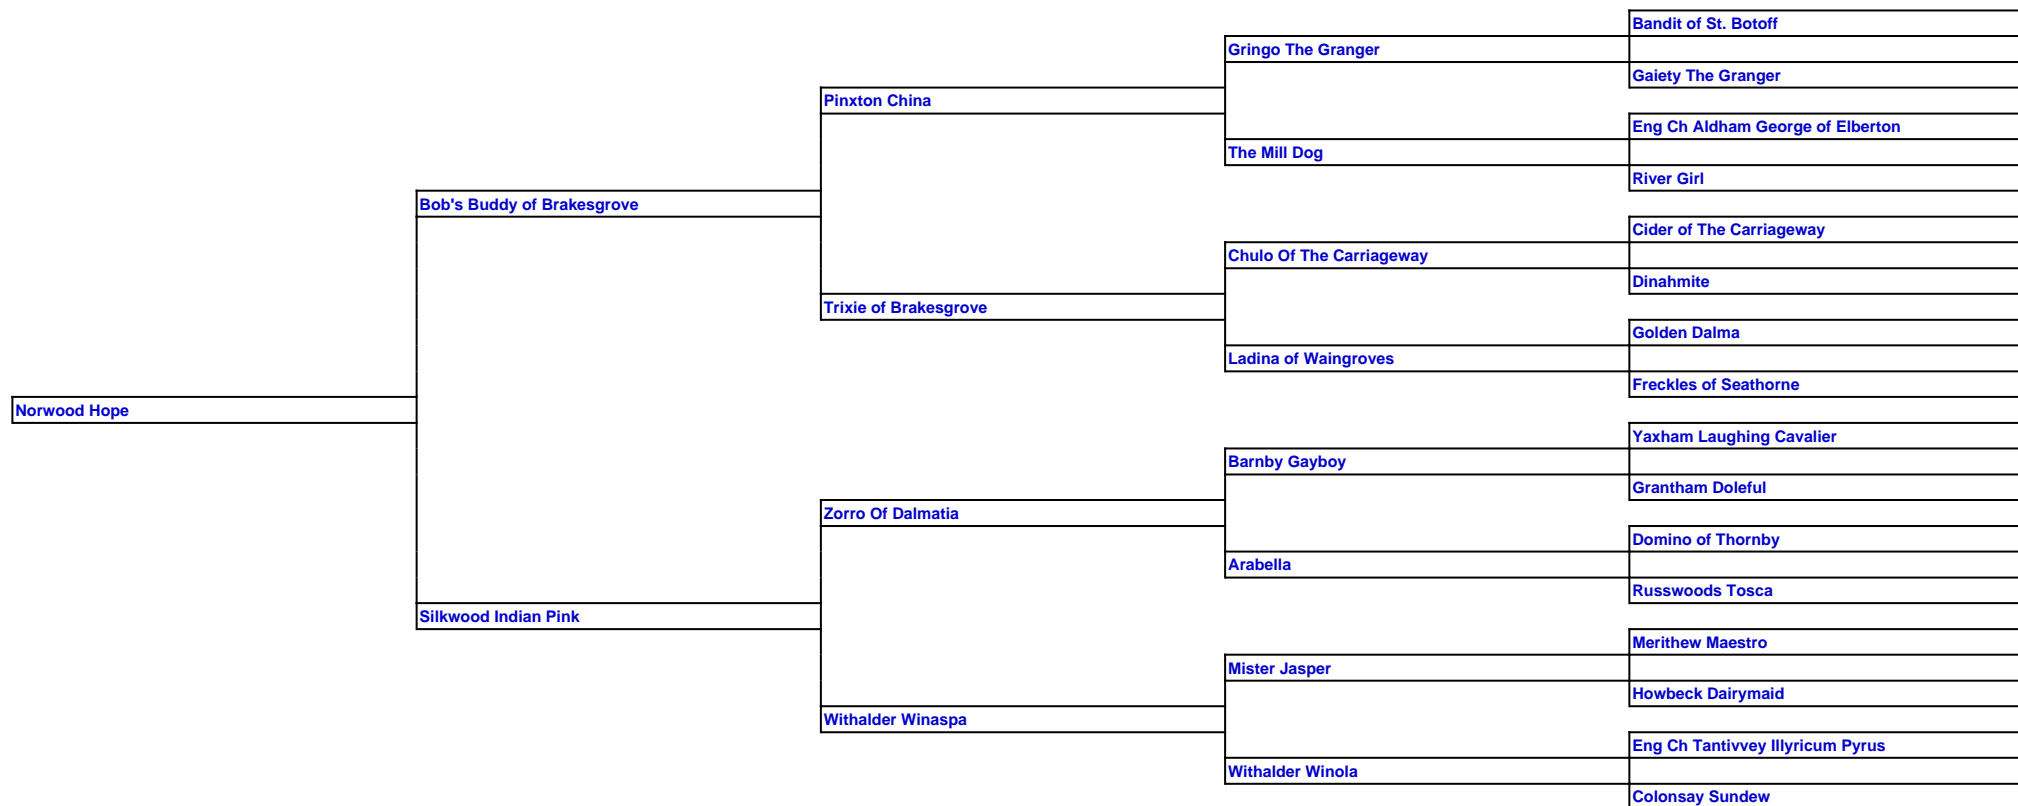 Bandit of St. Botoff
Gringo The Granger
Gaiety The Granger
Pinxton China
Eng Ch Aldham George of Elberton
The Mill Dog
River Girl
Bob's Buddy of Brakesgrove
Cider of The Carriageway
Chulo Of The Carriageway
Dinahmite
Trixie of Brakesgrove
Golden Dalma
Ladina of Waingroves
Freckles of Seathorne
Norwood Hope
Yaxham Laughing Cavalier
Barnby Gayboy
Grantham Doleful
Zorro Of Dalmatia
Domino of Thornby
Arabella
Russwoods Tosca
Silkwood Indian Pink
Merithew Maestro
Mister Jasper
Howbeck Dairymaid
Withalder Winaspa
Eng Ch Tantivvey Illyricum Pyrus
Withalder Winola
Colonsay Sundew